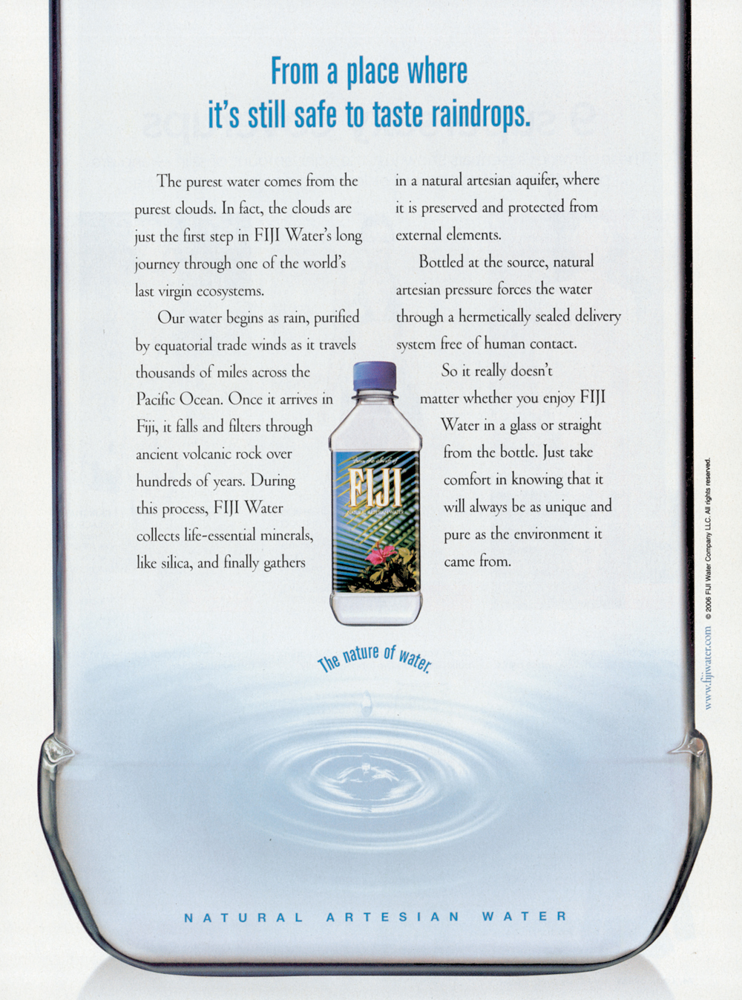 From a place where
it's still safe to taste raindrops.
The purest water comes from the
purest clouds. In fact, the clouds are
just the first step in FIJI Water's long
journey through one of the world's
last virgin ecosystems.
Our water begins as rain, purified
by equatorial trade winds as it travels
thousands of miles across the
Pacific Ocean. Once it arrives in
Fiji, it falls and filters through
ancient volcanic rock over
hundreds of years. During
this process, FIJI Water
collects life-essential minerals,
like silica, and finally gathers
in a natural artesian aquifer, where
it is preserved and protected from
external elements.
Bottled at the source, natural
artesian pressure forces the water
through a hermetically sealed delivery
system free of human contact.
So it really doesn't
matter whether you enjoy FIJI
Water in a glass or straight
from the bottle. Just take
comfort in knowing that it
will always be as unique and
pure as the environment it
came from.
FIJI
NATURAL ARTESIAN WATER
The nature of water.
NATURAL ARTESIAN WATER
www.fijiwater.com © 2006 FIJI Water Company LLC. All rights reserved.